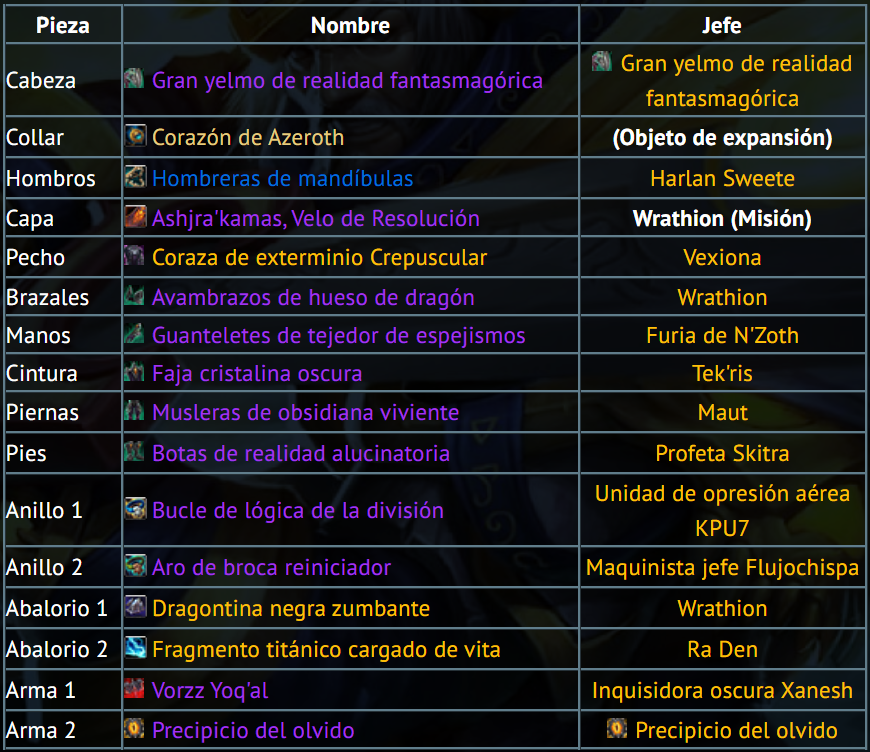 Pieza Nombre Jefe
Cabeza Gran yelmo de realidad fantasmagórica Gran yelmo de realidad
fantasmagórica
Collar Corazón de Azeroth (Objeto de expansión)
Hombros Hombreras de mandíbulas Harlan Sweete
Capa Ashjra'kamas, Velo de Resolución Wrathion (Misión)
Pecho Coraza de exterminio Crepuscular Vexiona
Brazales Avambrazos de hueso de dragón Wrathion
Manos Guanteletes de tejedor de espejismos Furia de N'Zoth
Cintura Faja cristalina oscura Tek'ris
Piernas Musleras de obsidiana viviente Maut
Pies Botas de realidad alucinatoria Profeta Skitra
Anillo 1 Bucle de lógica de la división Unidad de opresión aérea
KPU7
Anillo 2 Aro de broca reiniciador Maquinista jefe Flujochispa
Abalorio 1 Dragontina negra zumbante Wrathion
Abalorio 2 Fragmento titánico cargado de vita Ra Den
Arma 1 Vorzz Yoq'al Inquisidora oscura Xanesh
Arma 2 Precipicio del olvido Precipicio del olvido